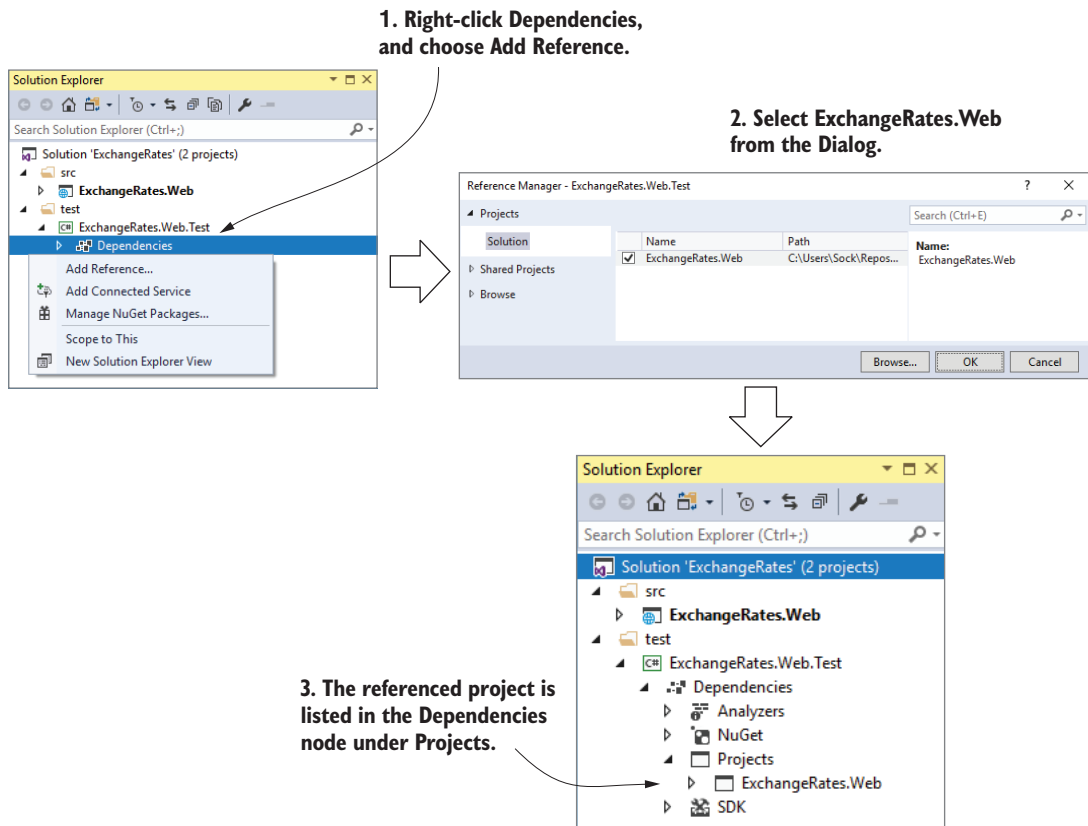 1. Right-click Dependencies,
and choose Add Reference.
Solution Explorer
Search Solution Explorer (Ctrl+;)
Solution 'ExchangeRates' (2 projects)
src
ExchangeRates.Web
test
C# ExchangeRates.Web.Test
Dependencies
Add Reference...
Add Connected Service
Manage NuGet Packages...
Scope to This
New Solution Explorer View
2. Select ExchangeRates.Web
from the Dialog.
Reference Manager - ExchangeRates.Web.Test ?
Projects
Search (Ctrl+E)
Solution
Shared Projects
Browse
Name Path
ExchangeRates.Web C:\Users\Sock\Repos...
Name:
ExchangeRates.Web
Browse... OK Cancel
Solution Explorer
Search Solution Explorer (Ctrl+;)
Solution 'ExchangeRates' (2 projects)
src
ExchangeRates.Web
test
C# ExchangeRates.Web.Test
Dependencies
Analyzers
NuGet
Projects
ExchangeRates.Web
SDK
3. The referenced project is
listed in the Dependencies
node under Projects.